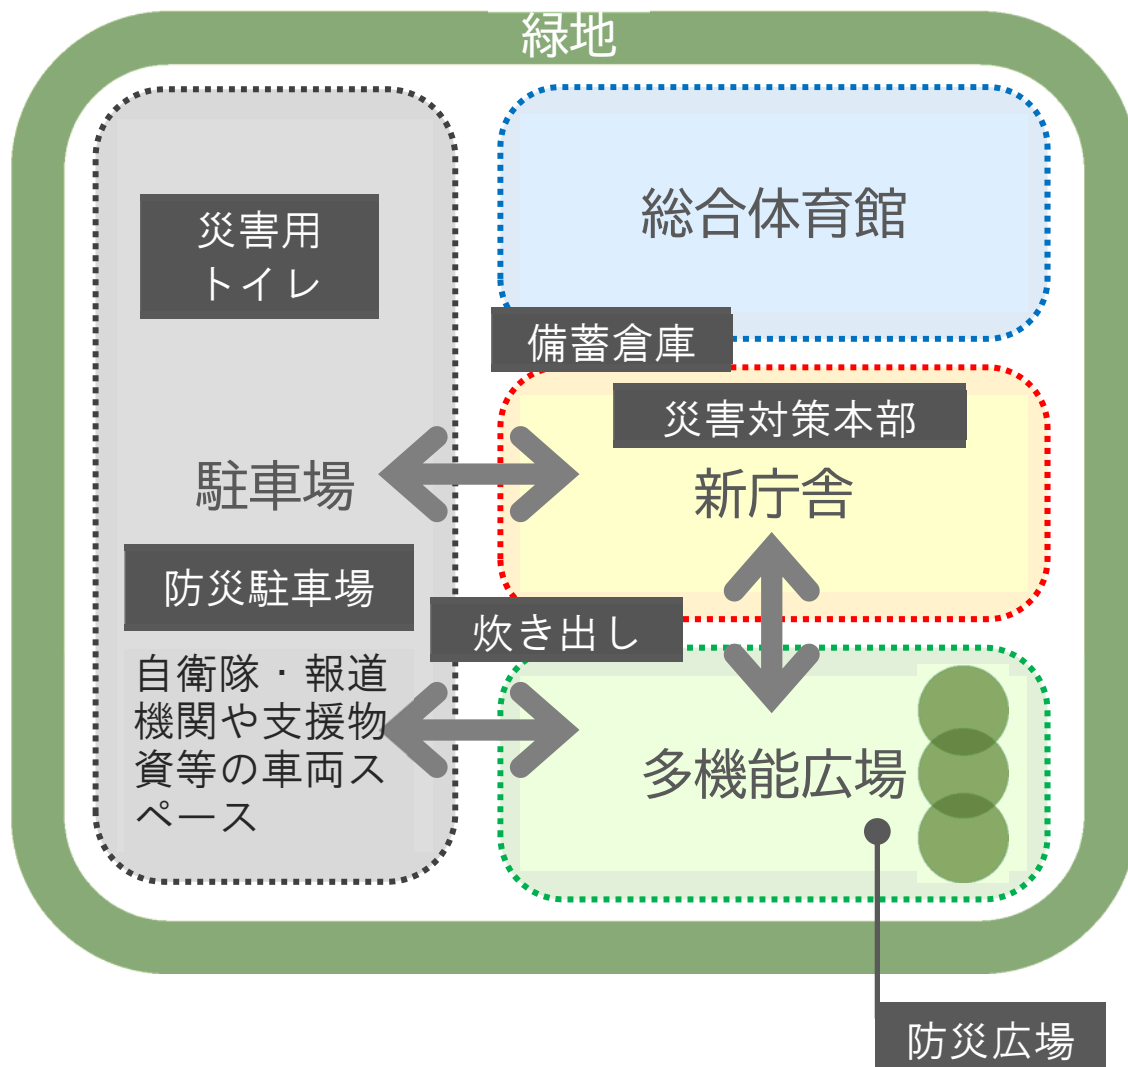 緑地
災害用
トイレ
総合体育館
備蓄倉庫
災害対策本部
駐車場
新庁舎
防災駐車場
炊き出し
自衛隊・報道
機関や支援物
資等の車両ス
ペース
多機能広場
防災広場